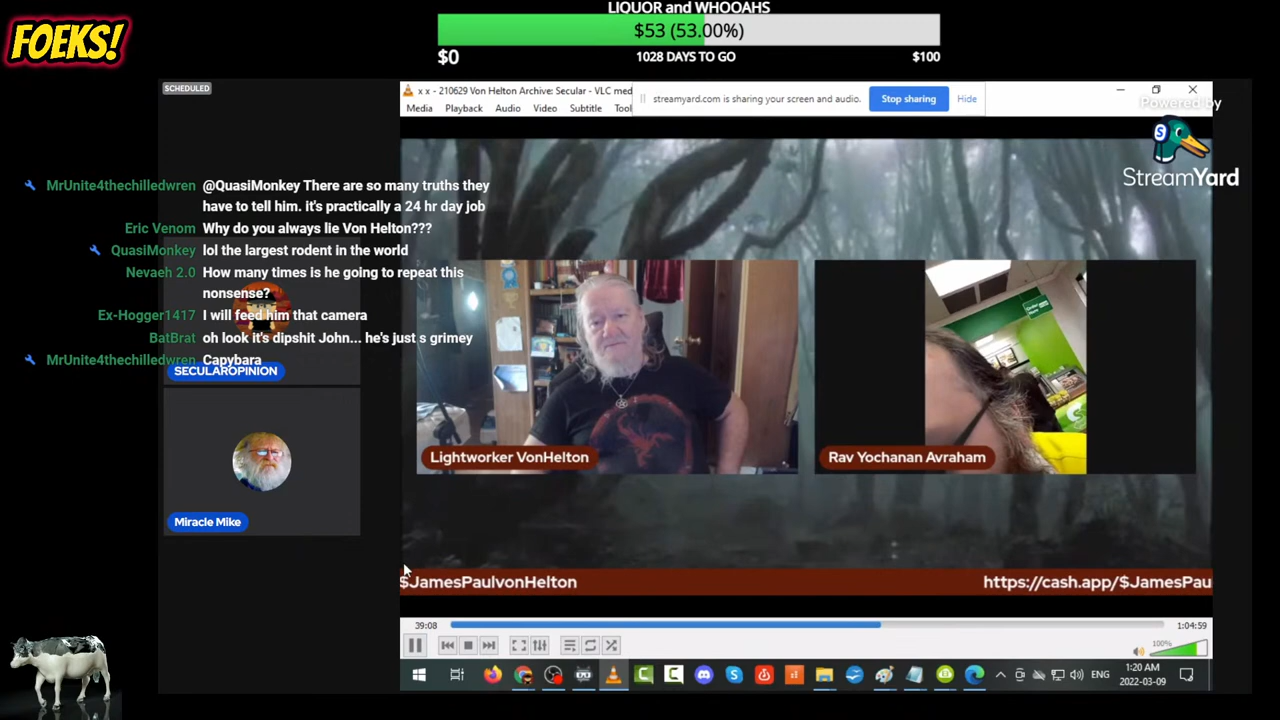 FOEKS!
LIQUOR and WHOOAHS
$53 (53.00%)
$0
1028 DAYS TO GO
$100
SCHEDULED
x x - 210629 Von Helton Archive: Secular - VLC med
streamyard.com is sharing your screen and audio.
Stop sharing
Hide
Media
Playback
Audio
Video
Subtitle
Powered by
StreamYard
MrUnite4thechilledwren @QuasiMonkey There are so many truths they
have to tell him. it's practically a 24 hr day job
Eric Venom Why do you always lie Von Helton???
QuasiMonkey lol the largest rodent in the world
Nevaeh 2.0 How many times is he going to repeat this
nonsense?
Ex-Hogger1417 I will feed him that camera
BatBrat oh look it's dipshit John... he's just s grimey
MrUnite4thechilledwren Capybara
SECULAROPINION
Miracle Mike
Lightworker VonHelton
Rav Yochanan Avraham
$JamesPaulvonHelton
https://cash.app/$JamesPau
39:08
1:04:59
100%
ENG
1:20 AM
2022-03-09